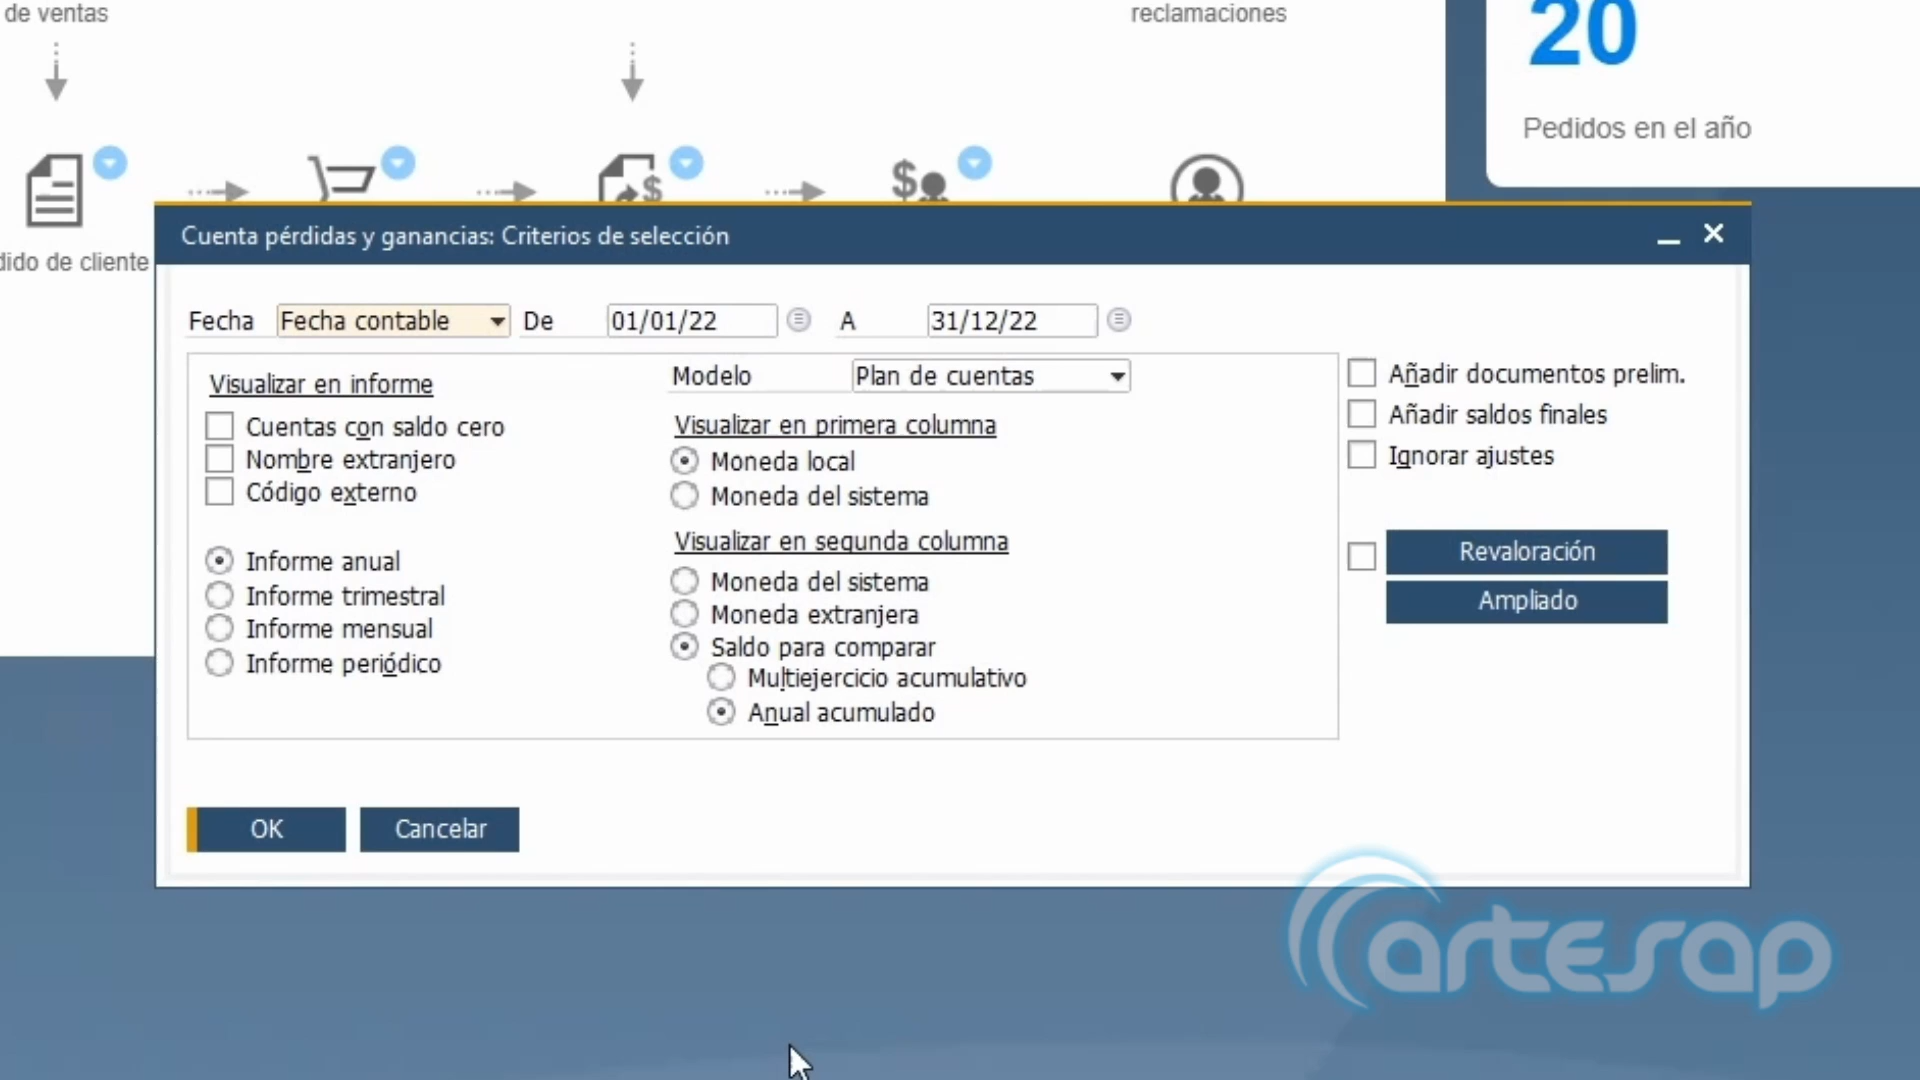 de ventas
reclamaciones
20
Pedidos en el año
dido de cliente
Cuenta pérdidas y ganancias: Criterios de selección
Fecha Fecha contable De 01/01/22 A 31/12/22
Visualizar en informe
Cuentas con saldo cero
Nombre extranjero
Código externo
Informe anual
Informe trimestral
Informe mensual
Informe periódico
Modelo Plan de cuentas
Visualizar en primera columna
Moneda local
Moneda del sistema
Visualizar en segunda columna
Moneda del sistema
Moneda extranjera
Saldo para comparar
Multiejercicio acumulativo
Anual acumulado
Añadir documentos prelim.
Añadir saldos finales
Ignorar ajustes
Revaloración
Ampliado
OK Cancelar
artesap